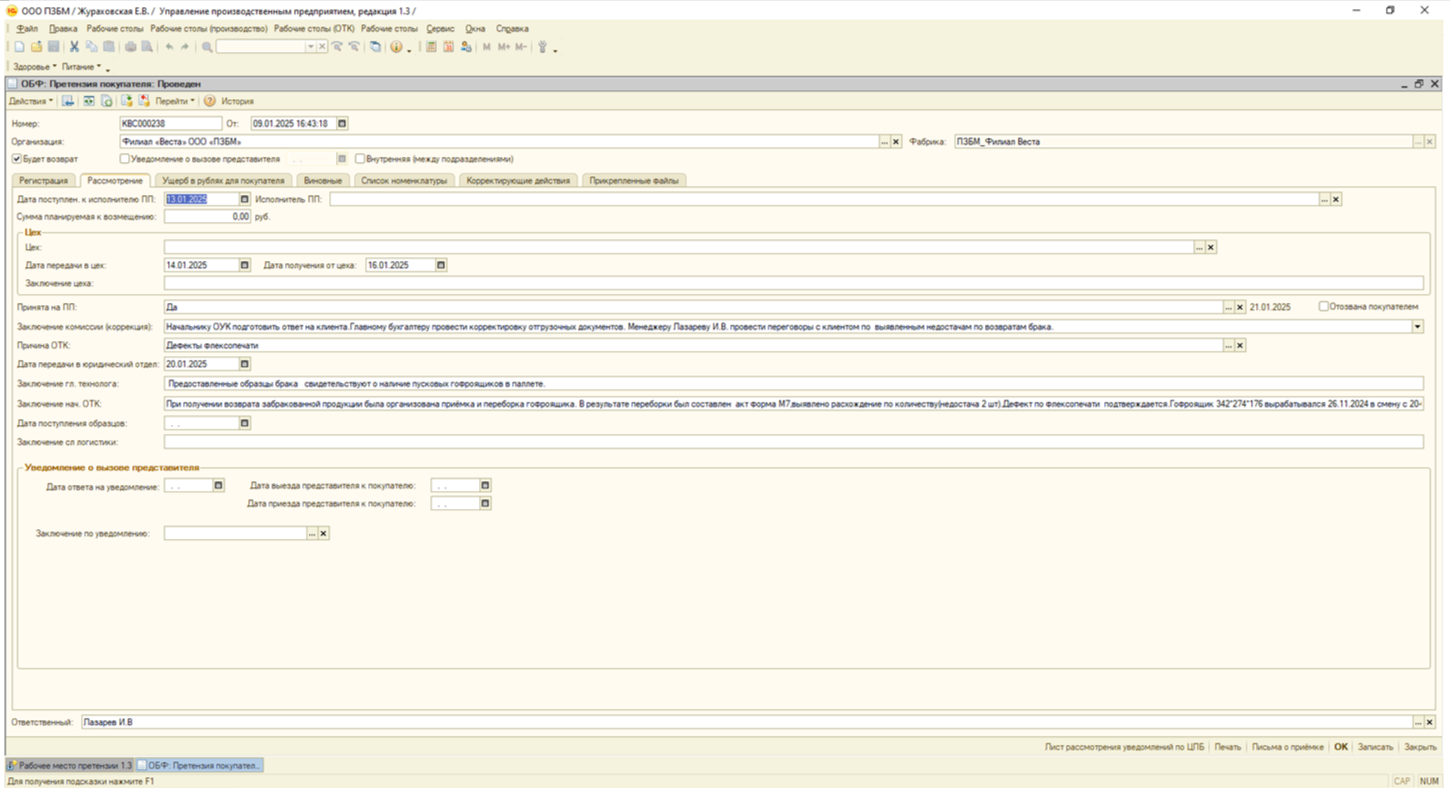 ООО ПЗБМ / Жураховская Е.В. / Управление производственным предприятием, редакция 1.3 /
Файл Правка Рабочие столы Рабочие столы (производство) Рабочие столы (ОТК) Рабочие столы Сервис Окна Справка
M M+ M-
Здоровье Питание
ОБФ: Претензия покупателя: Проведен
Действия Перейти История
Номер: КВС000238 От: 09.01.2025 16:43:18
Организация: Филиал «Веста» ООО «ПЗБМ» Фабрика: ПЗБМ_Филиал Веста
Будет возврат Уведомление о вызове представителя . . Внутренняя (между подразделениями)
Регистрация Рассмотрение Ущерб в рублях для покупателя Виновные Список номенклатуры Корректирующие действия Прикрепленные файлы
Дата поступлен. к исполнителю ПП: 13.01.2025 Исполнитель ПП:
Сумма планируемая к возмещению: 0,00 руб.
Цех
Цех:
Дата передачи в цех: 14.01.2025 Дата получения от цеха: 16.01.2025
Заключение цеха:
Принята на ПП: Да 21.01.2025 Отозвана покупателем
Заключение комиссии (коррекция): Начальнику ОУК подготовить ответ на клиента.Главному бухгалтеру провести корректировку отгрузочных документов. Менеджеру Лазареву И.В. провести переговоры с клиентом по выявленным недостачам по возвратам брака.
Причина ОТК: Дефекты флексопечати
Дата передачи в юридический отдел: 20.01.2025
Заключение гл. технолога: Предоставленные образцы брака свидетельствуют о наличие пусковых гофроящиков в паллете.
Заключение нач. ОТК: При получении возврата забракованной продукции была организована приёмка и переборка гофроящика. В результате переборки был составлен акт форма М7,выявлено расхождение по количеству(недостача 2 шт).Дефект по флексопечати подтверждается.Гофроящик 342*274*176 вырабатывался 26.11.2024 в смену с 20-
Дата поступления образцов: . .
Заключение сл логистики:
Уведомление о вызове представителя
Дата ответа на уведомление: . . Дата выезда представителя к покупателю: . .
Дата приезда представителя к покупателю: . .
Заключение по уведомлению:
Ответственный: Лазарев И.В
Лист рассмотрения уведомлений по ЦПБ Печать Письма о приёмке OK Записать Закрыть
Рабочее место претензии 1.3 ОБФ: Претензия покупател...
Для получения подсказки нажмите F1 CAP NUM